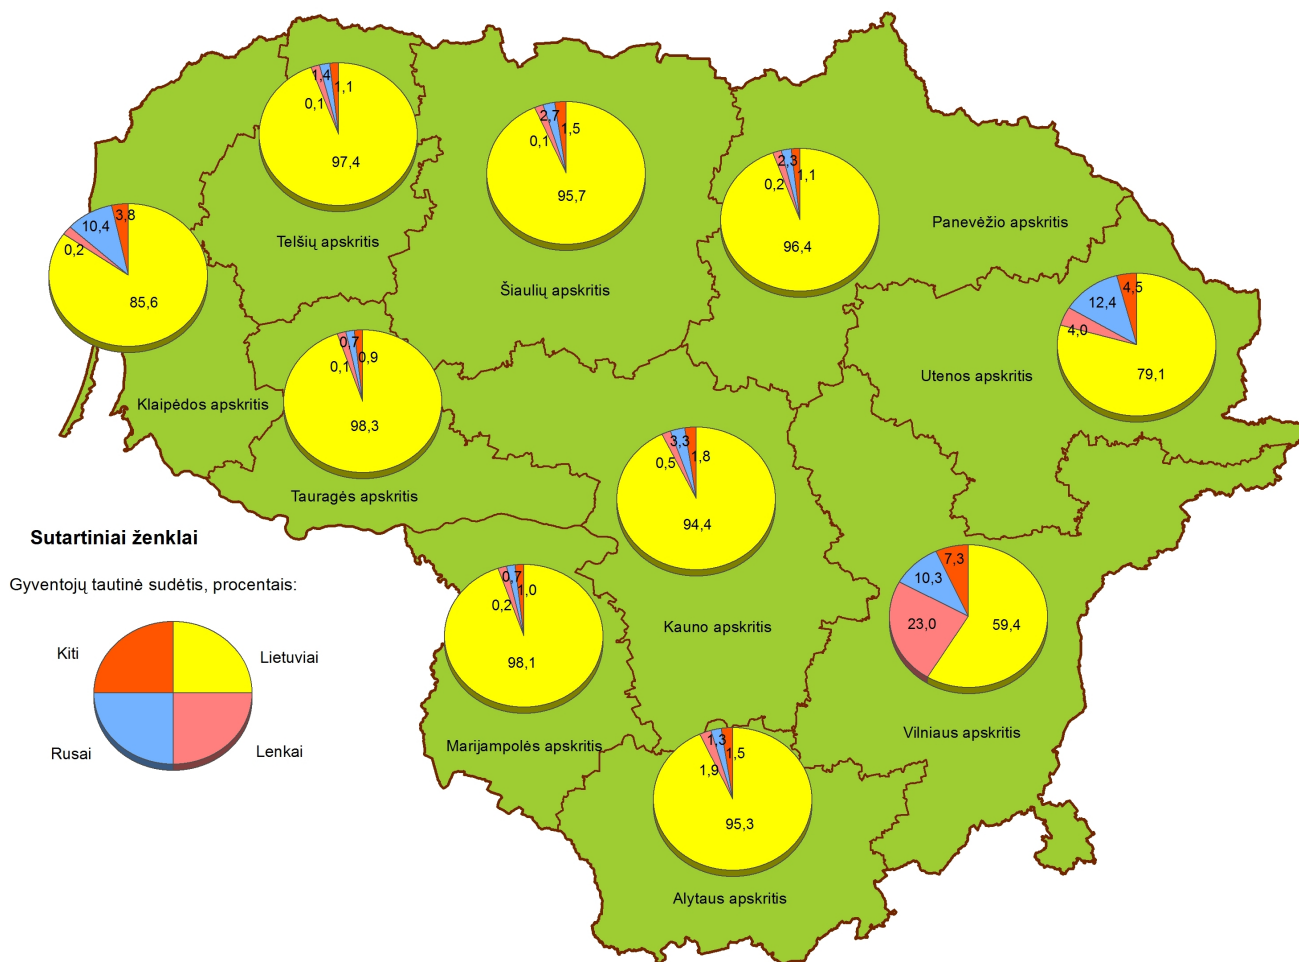 1,4
1,1
0,1
97,4
Telšių apskritis
2,7
1,5
0,1
95,7
Šiaulių apskritis
2,3
1,1
0,2
96,4
Panevėžio apskritis
10,4
3,8
0,2
85,6
Klaipėdos apskritis
12,4
4,5
4,0
79,1
Utenos apskritis
0,7
0,9
0,1
98,3
Tauragės apskritis
3,3
1,8
0,5
94,4
Kauno apskritis
0,7
1,0
0,2
98,1
Marijampolės apskritis
10,3
7,3
23,0
59,4
Vilniaus apskritis
1,3
1,5
1,9
95,3
Alytaus apskritis
Sutartiniai ženklai
Gyventojų tautinė sudėtis, procentais:
Kiti
Lietuviai
Rusai
Lenkai